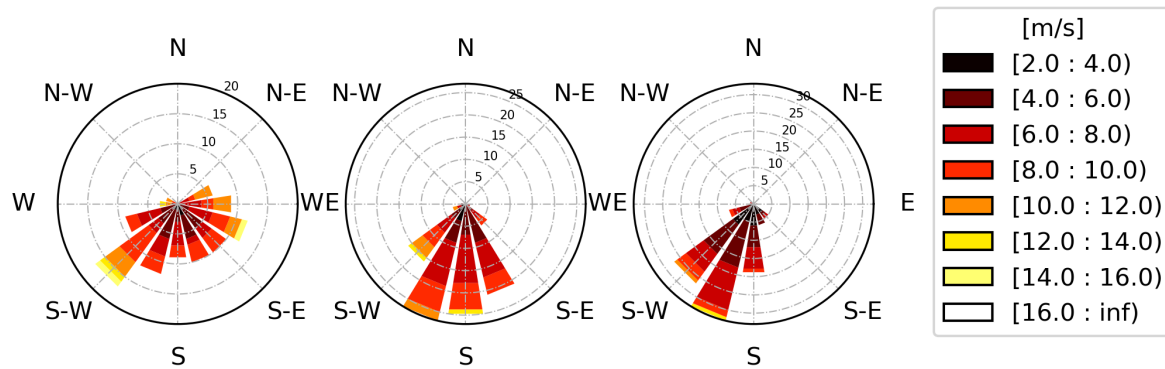 N
N-W
N-E
W
E
S-W
S-E
S
5
10
15
20
N
N-W
N-E
W
E
S-W
S-E
S
5
10
15
20
25
N
N-W
N-E
W
E
S-W
S-E
S
5
10
15
20
25
30
[m/s]
[2.0 : 4.0)
[4.0 : 6.0)
[6.0 : 8.0)
[8.0 : 10.0)
[10.0 : 12.0)
[12.0 : 14.0)
[14.0 : 16.0)
[16.0 : inf)